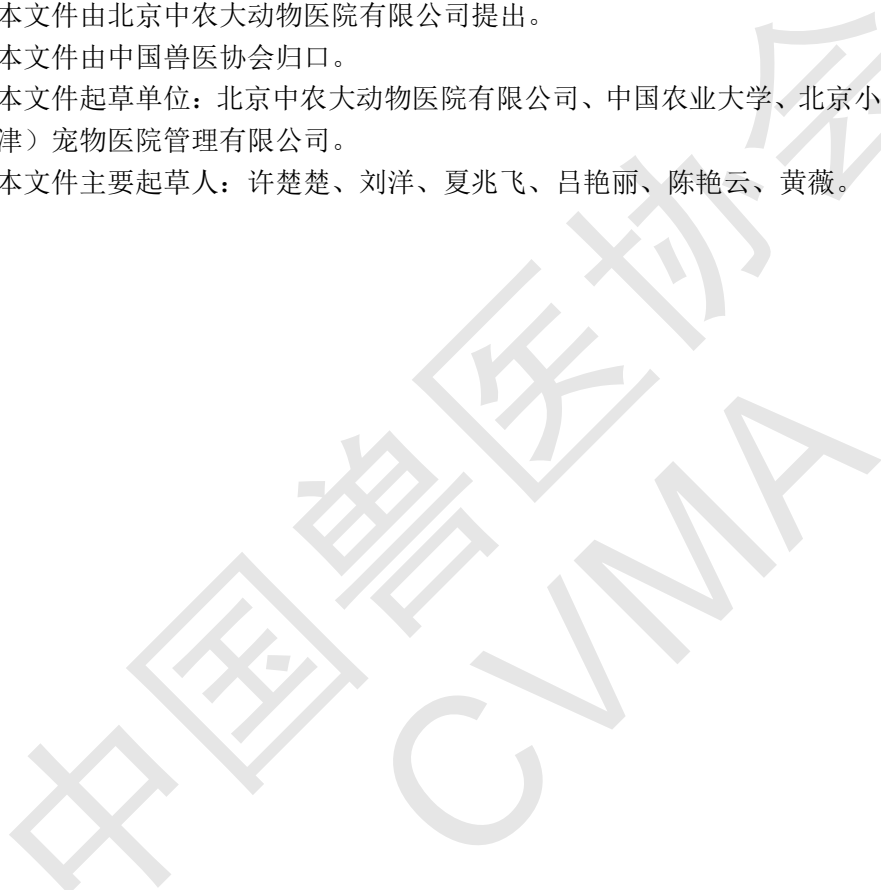 本文件由北京中农大动物医院有限公司提出。
本文件由中国兽医协会归口。
本文件起草单位：北京中农大动物医院有限公司、中国农业大学、北京小
津）宠物医院管理有限公司。
本文件主要起草人：许楚楚、刘洋、夏兆飞、吕艳丽、陈艳云、黄薇。
中国兽医协会
CVMA